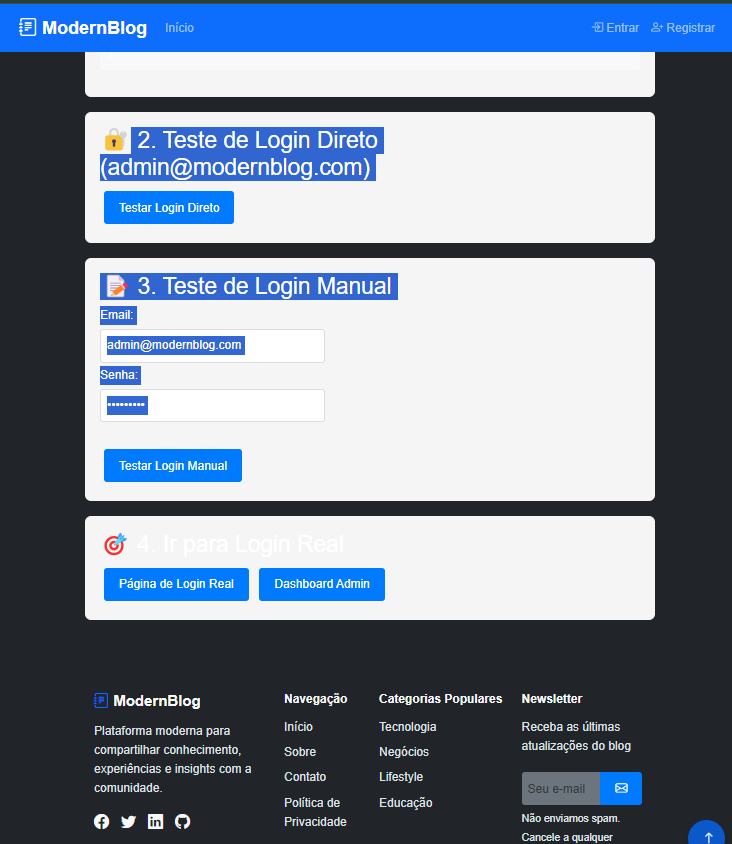 ModernBlog Início Entrar Registrar
2. Teste de Login Direto
(admin@modernblog.com)
Testar Login Direto
3. Teste de Login Manual
Email:
admin@modernblog.com
Senha:
•••••••••
Testar Login Manual
4. Ir para Login Real
Página de Login Real Dashboard Admin
ModernBlog
Plataforma moderna para
compartilhar conhecimento,
experiências e insights com a
comunidade.
Navegação
Início
Sobre
Contato
Política de
Privacidade
Categorias Populares
Tecnologia
Negócios
Lifestyle
Educação
Newsletter
Receba as últimas
atualizações do blog
Seu e-mail
Não enviamos spam.
Cancele a qualquer